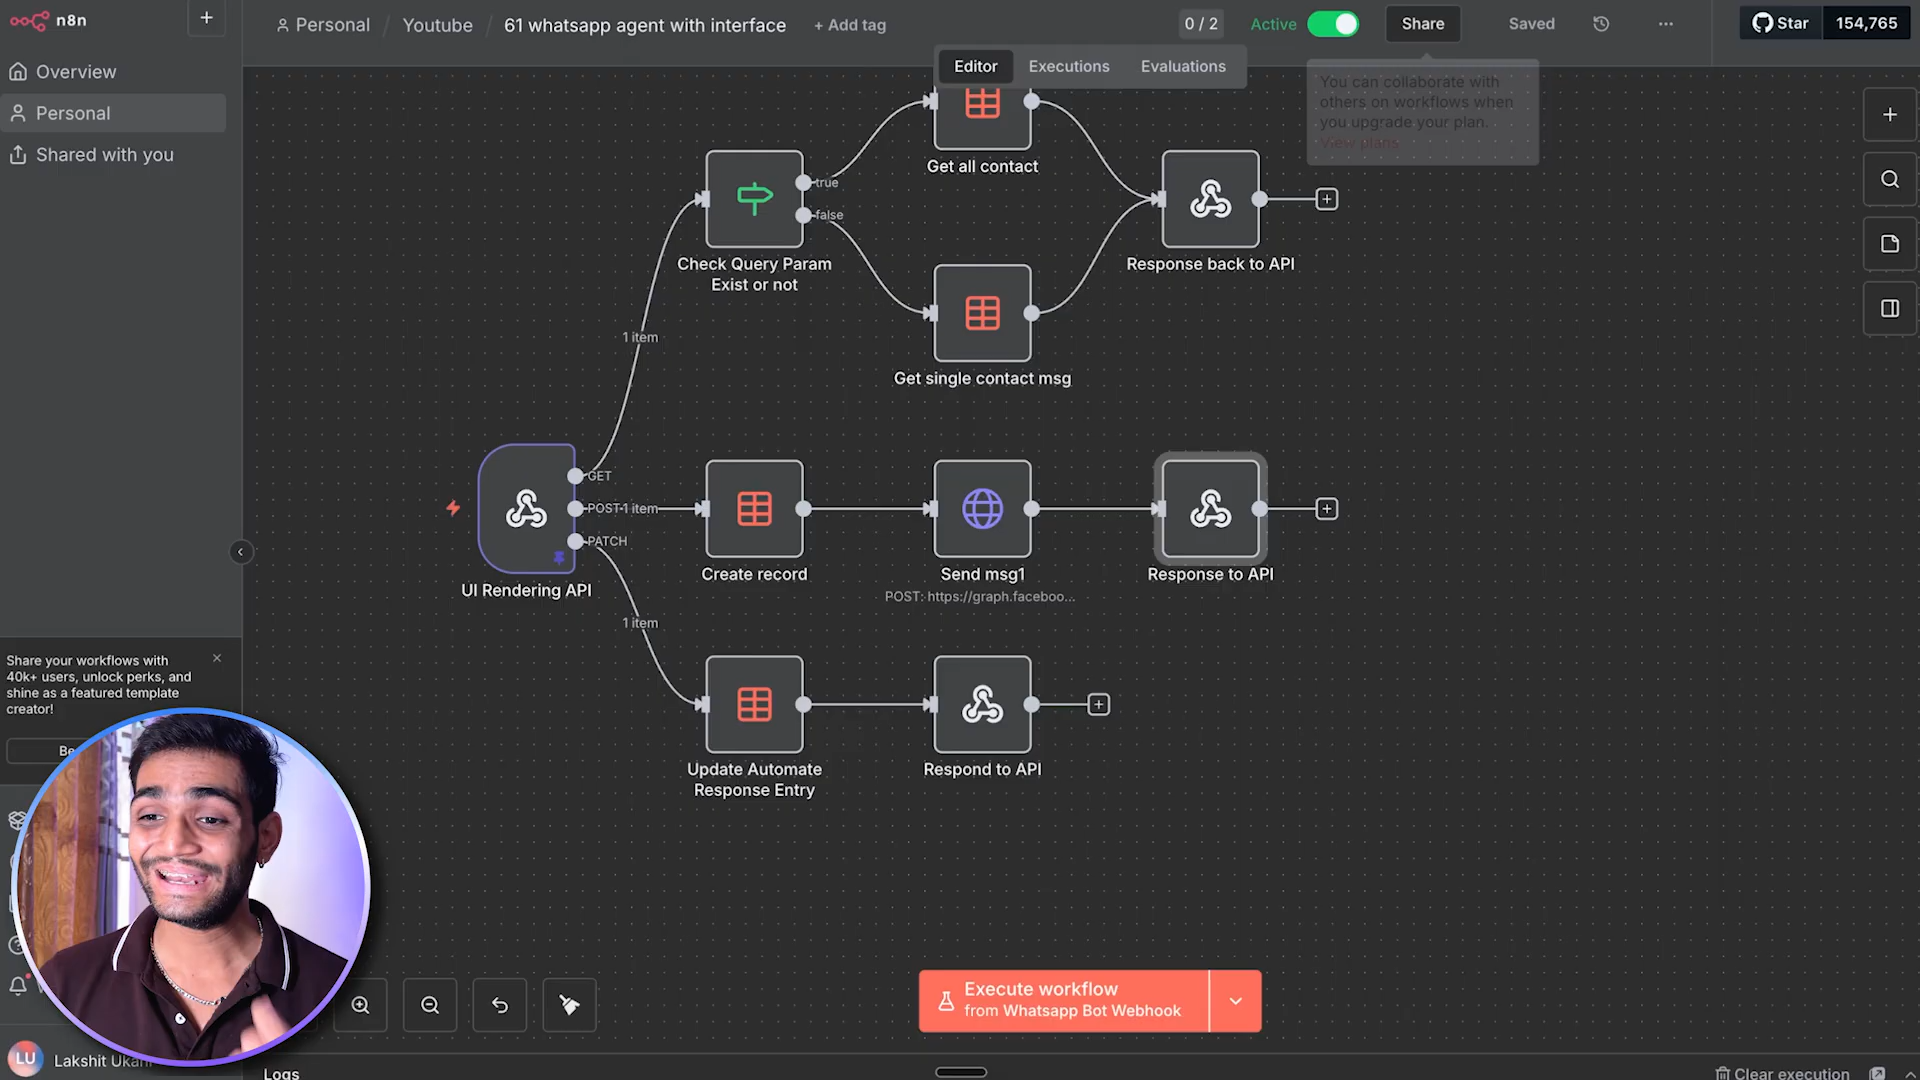 n8n
+
Personal / Youtube / 61 whatsapp agent with interface + Add tag
0 / 2
Active
Share
Saved
Star 154,765
Editor Executions Evaluations
You can collaborate with
others on workflows when
you upgrade your plan.
View plans
Overview
Personal
Shared with you
Get all contact
true
false
Check Query Param
Exist or not
Response back to API
1 item
Get single contact msg
GET
POST 1 item
PATCH
UI Rendering API
Create record
Send msg1
POST: https://graph.faceboo...
Response to API
1 item
Update Automate
Response Entry
Respond to API
Share your workflows with
40k+ users, unlock perks, and
shine as a featured template
creator!
Execute workflow
from Whatsapp Bot Webhook
LU
Lakshit
Logs
Clear execution